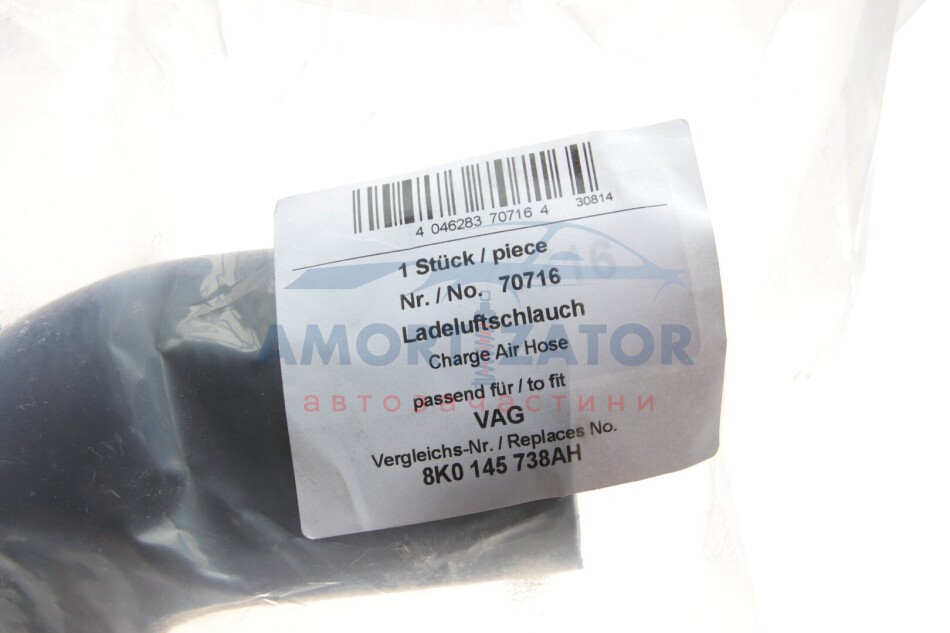 4 046283 70716 4
30814
1 Stück / piece
Nr. / No. 70716
Ladeluftschlauch
Charge Air Hose
passend für / to fit
VAG
Vergleichs-Nr. / Replaces No.
8K0 145 738AH
AMORTIZATOR
автозапчастини